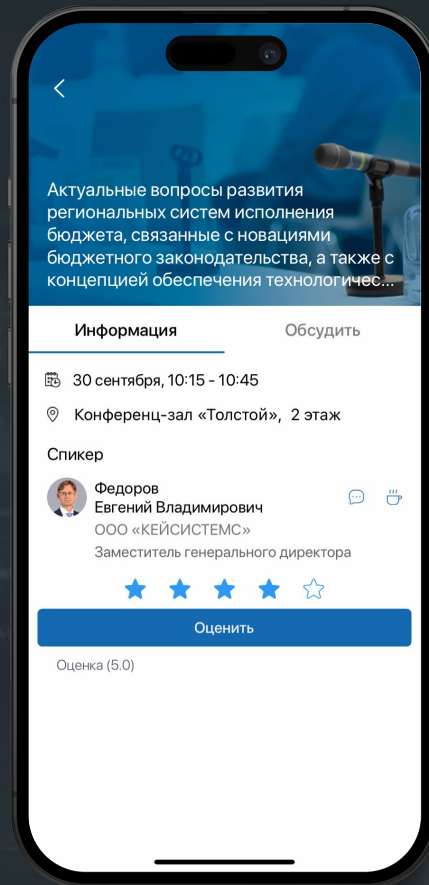 Актуальные вопросы развития
региональных систем исполнения
бюджета, связанные с новациями
бюджетного законодательства, а также с
концепцией обеспечения технологичес...
Информация
Обсудить
30 сентября, 10:15 - 10:45
Конференц-зал «Толстой», 2 этаж
Спикер
Федоров
Евгений Владимирович
ООО «КЕЙСИСТЕМС»
Заместитель генерального директора
Оценить
Оценка (5.0)